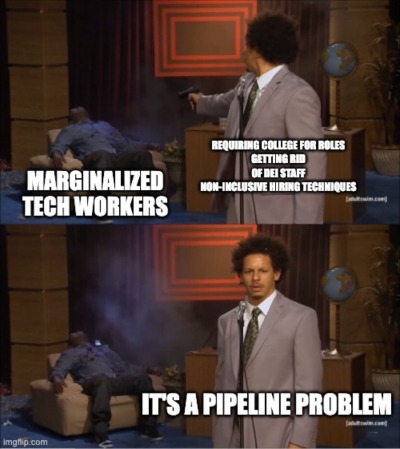 REQUIRING COLLEGE FOR ROLES
GETTING RID
OF DEI STAFF
NON-INCLUSIVE HIRING TECHNIQUES
MARGINALIZED
TECH WORKERS
[adultswim.com]
IT'S A PIPELINE PROBLEM
[adultswim.com]
imgflip.com